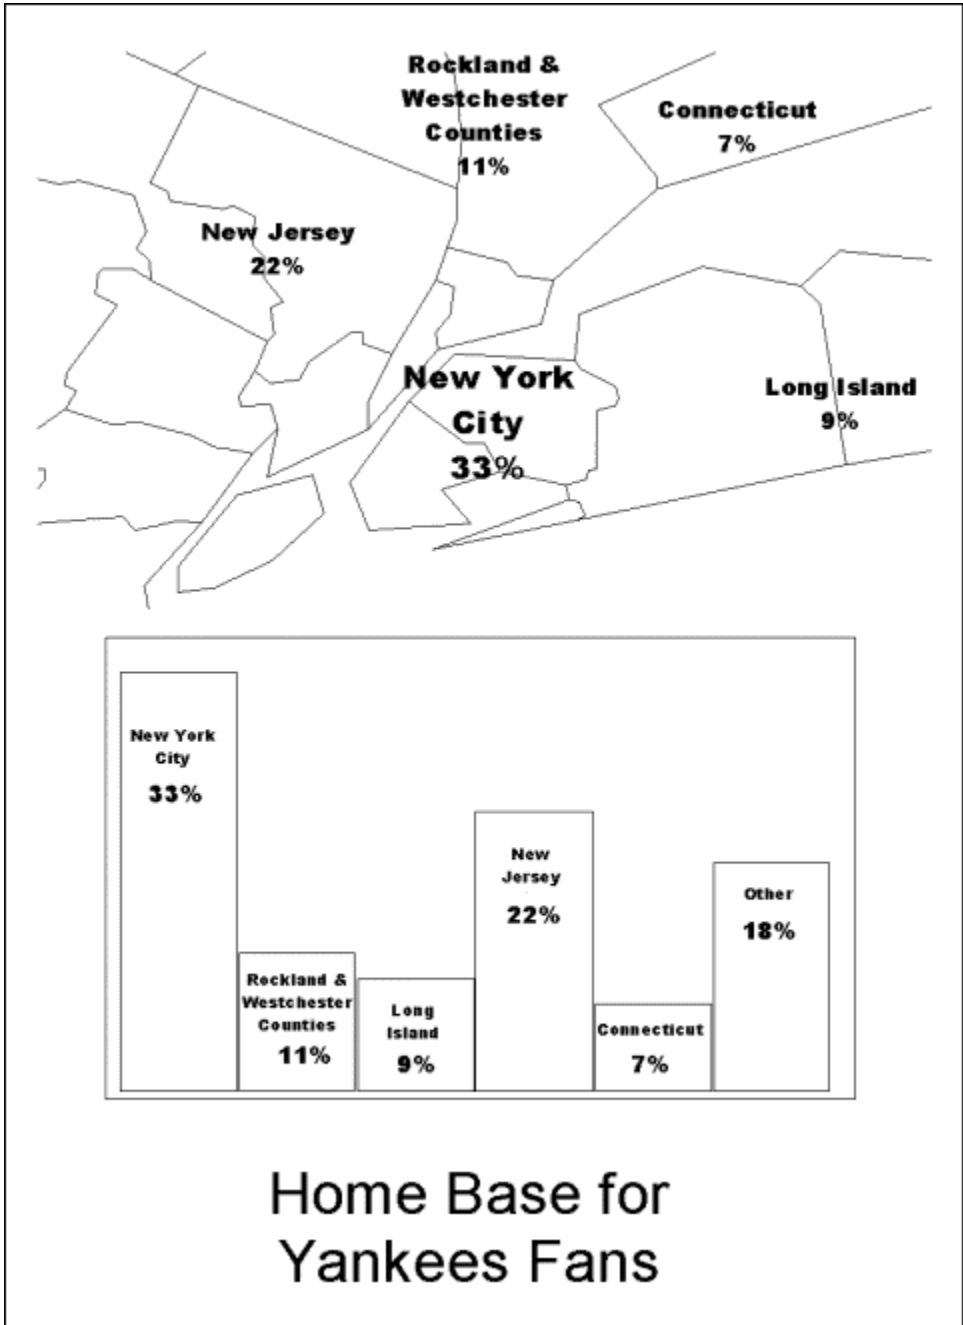 Rockland &
Westchester
Counties
11%
Connecticut
7%
New Jersey
22%
New York
City
33%
Long Island
9%
New York
City
33%
Rockland &
Westchester
Counties
11%
Long
Island
9%
New
Jersey
22%
Connecticut
7%
Other
18%
Home Base for
Yankees Fans